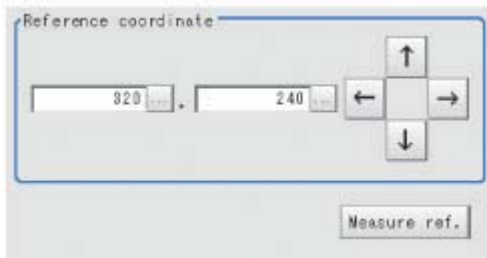 Reference coordinate
320 ... , 240 ...
↑
← →
↓
Measure ref.